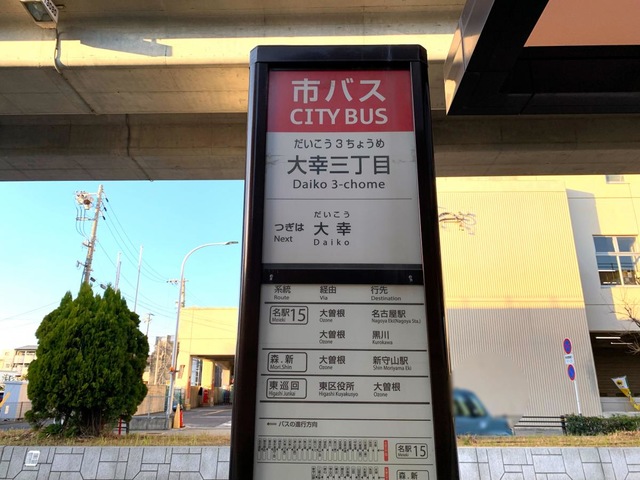 市バス
CITY BUS
だいこう3ちょうめ
大幸三丁目
Daiko 3-chome
つぎは だいこう
Next 大幸
Daiko
系統 経由 行先
Route Via Destination
名駅15 大曽根 名古屋駅
Meieki Ozone Nagoya Eki(Nagoya Sta.)
大曽根 黒川
Ozone Kurokawa
森.新 大曽根 新守山駅
Mori.Shin Ozone Shin Moriyama Eki
東巡回 東区役所 大曽根
Higashi Junkai Higashi Kuyakusyo Ozone
バスの進行方向
名駅15
Meieki
森.新